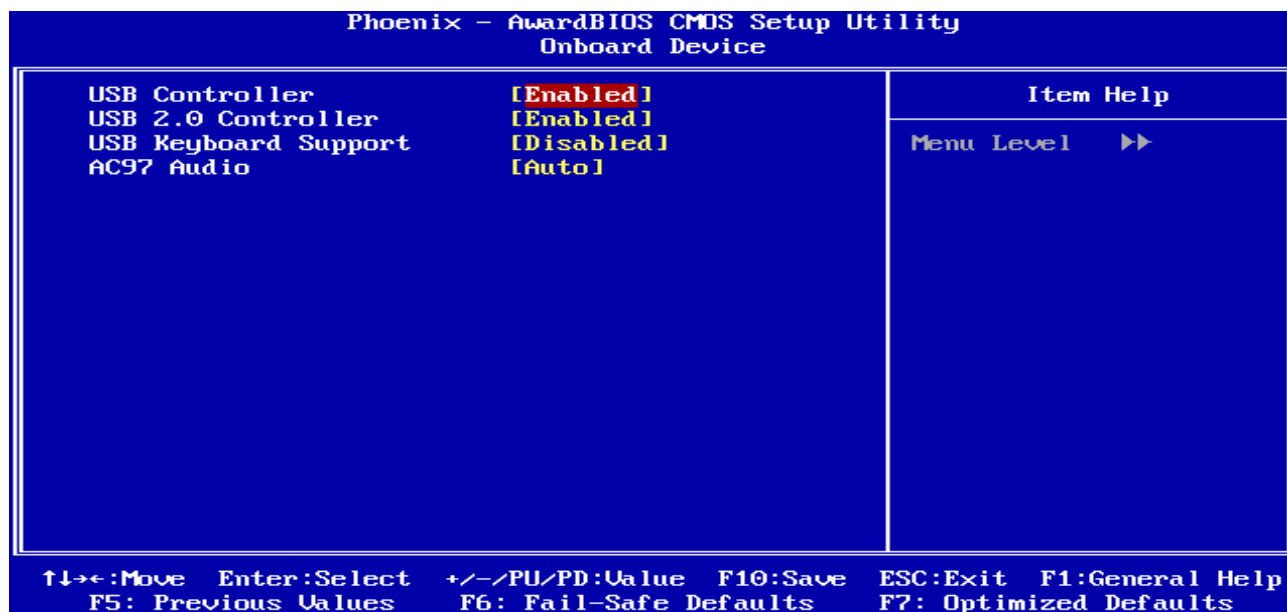 Phoenix - AwardBIOS CMOS Setup Utility
Onboard Device
USB Controller [Enabled]
USB 2.0 Controller [Enabled]
USB Keyboard Support [Disabled]
AC97 Audio [Auto]
Item Help
Menu Level ▶▶
↑↓→←:Move Enter:Select +/-/PU/PD:Value F10:Save ESC:Exit F1:General Help
F5: Previous Values F6: Fail-Safe Defaults F7: Optimized Defaults